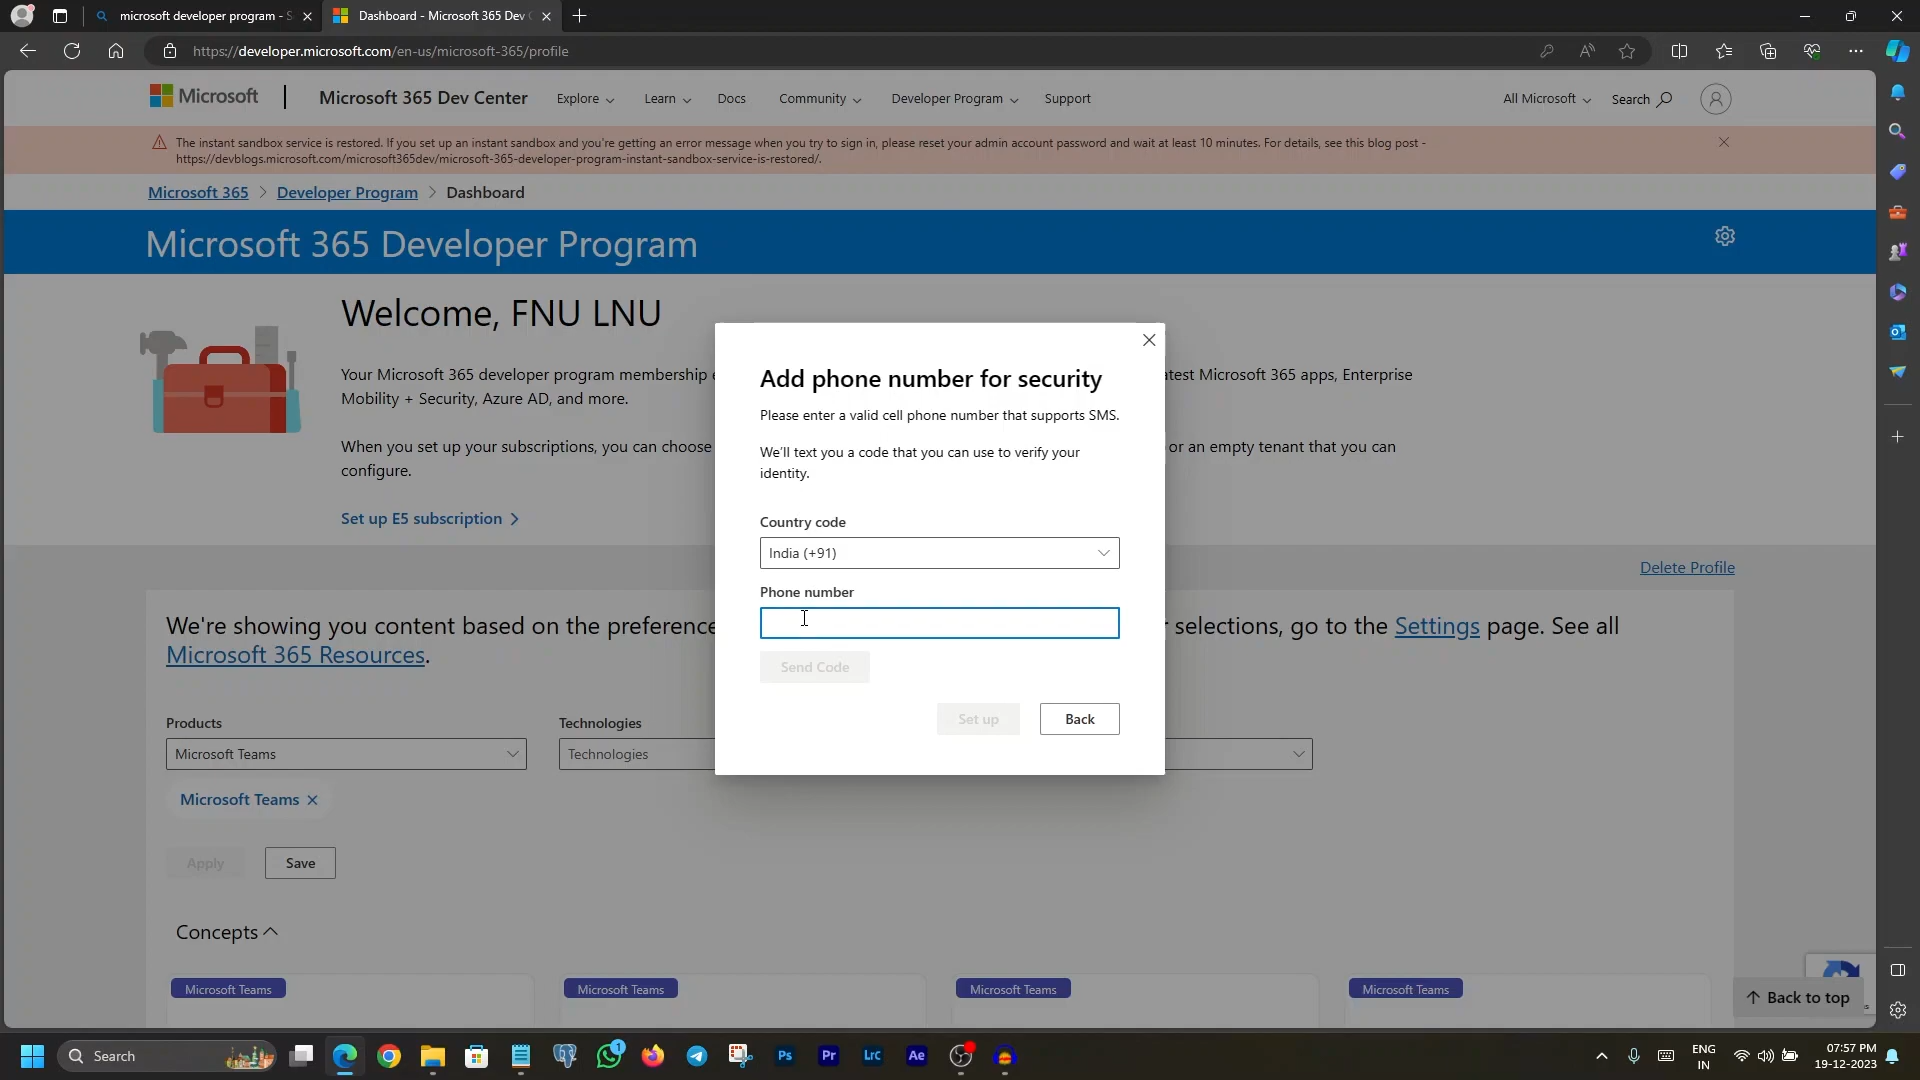 microsoft developer program - S
Dashboard - Microsoft 365 Dev C
https://developer.microsoft.com/en-us/microsoft-365/profile
Microsoft
Microsoft 365 Dev Center
Explore
Learn
Docs
Community
Developer Program
Support
All Microsoft
Search
The instant sandbox service is restored. If you set up an instant sandbox and you're getting an error message when you try to sign in, please reset your admin account password and wait at least 10 minutes. For details, see this blog post -
https://devblogs.microsoft.com/microsoft365dev/microsoft-365-developer-program-instant-sandbox-service-is-restored/.
Microsoft 365 > Developer Program > Dashboard
Microsoft 365 Developer Program
Welcome, FNU LNU
Your Microsoft 365 developer program membership
atest Microsoft 365 apps, Enterprise
Mobility + Security, Azure AD, and more.
When you set up your subscriptions, you can choose
or an empty tenant that you can
configure.
Set up E5 subscription >
Add phone number for security
Please enter a valid cell phone number that supports SMS.
We'll text you a code that you can use to verify your
identity.
Country code
India (+91)
Phone number
Send Code
Set up
Back
Delete Profile
We're showing you content based on the preference
selections, go to the Settings page. See all
Microsoft 365 Resources.
Products
Microsoft Teams
Technologies
Technologies
Microsoft Teams ×
Apply
Save
Concepts
Microsoft Teams
Microsoft Teams
Microsoft Teams
Microsoft Teams
Back to top
Search
1
Ps
Pr
LrC
Ae
ENG
IN
07:57 PM
19-12-2023